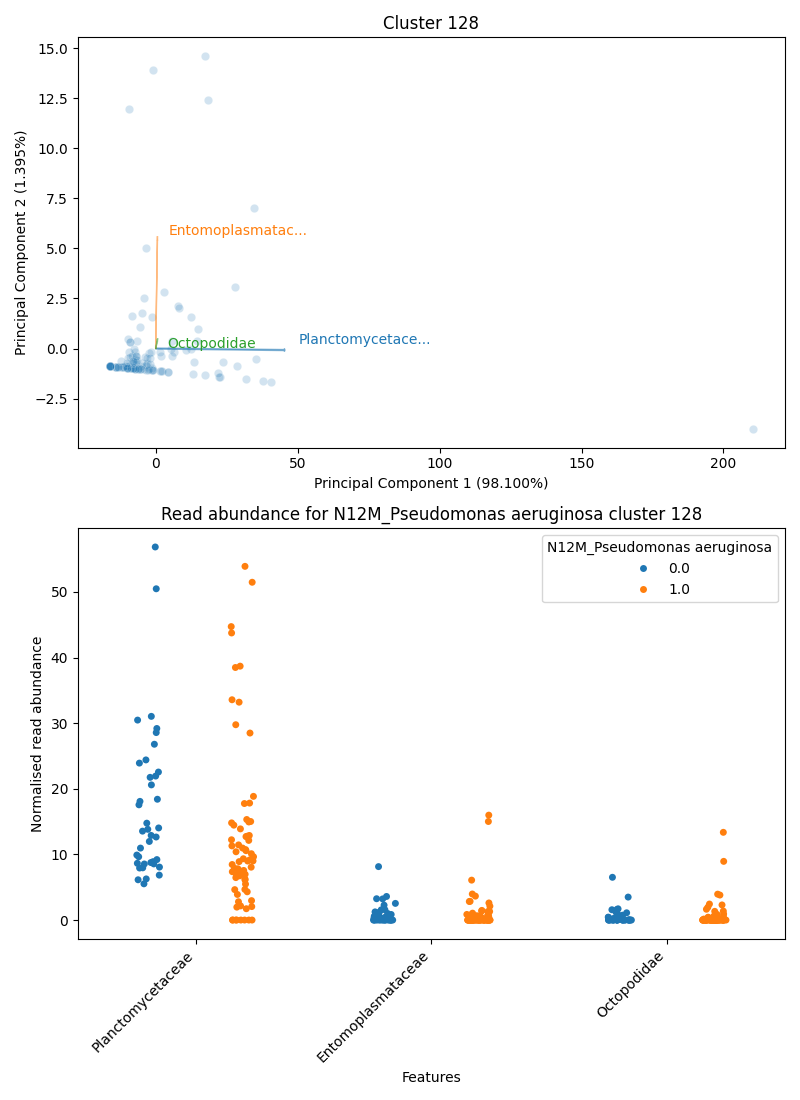 Cluster 128
15.0
12.5
10.0
7.5
5.0
2.5
0.0
−2.5
Principal Component 2 (1.395%)
Entomoplasmatac...
Octopodidae
Planctomycetace...
0 50 100 150 200
Principal Component 1 (98.100%)
Read abundance for N12M_Pseudomonas aeruginosa cluster 128
N12M_Pseudomonas aeruginosa
0.0
1.0
50
40
30
20
10
0
Normalised read abundance
Planctomycetaceae
Entomoplasmataceae
Octopodidae
Features